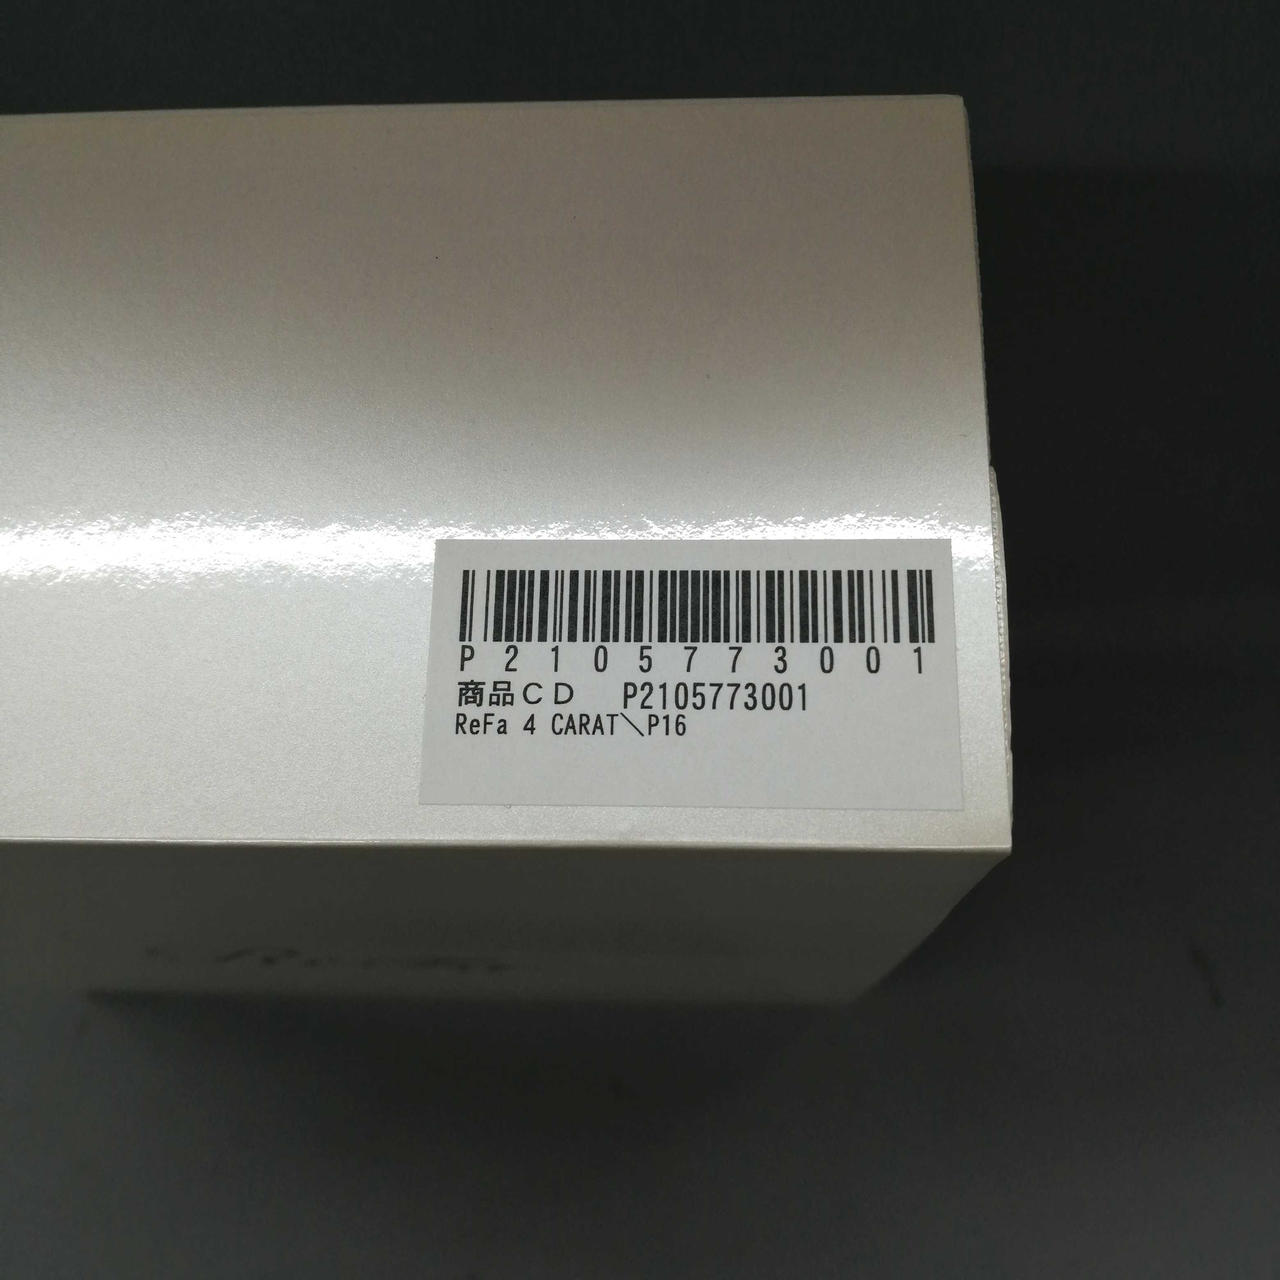 P2105773001
商品CD P2105773001
ReFa 4 CARAT＼P16